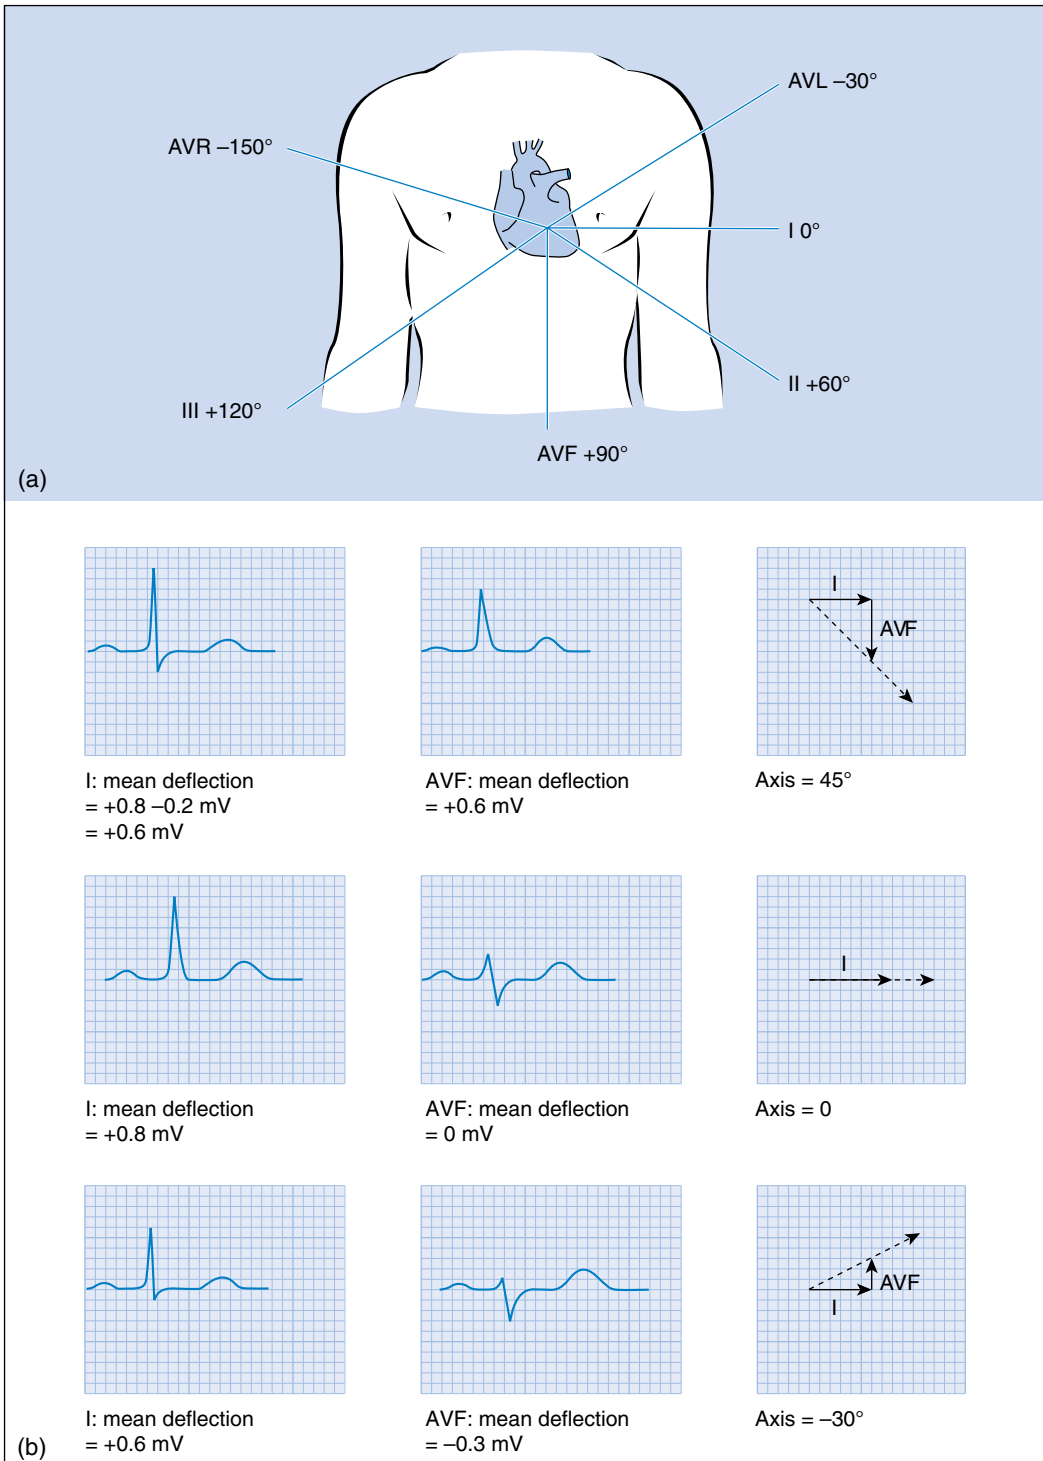 AVL –30°
AVR –150°
I 0°
II +60°
III +120°
AVF +90°
(a)
I
AVF
I: mean deflection
= +0.8 –0.2 mV
= +0.6 mV
AVF: mean deflection
= +0.6 mV
Axis = 45°
I
I: mean deflection
= +0.8 mV
AVF: mean deflection
= 0 mV
Axis = 0
AVF
I
I: mean deflection
= +0.6 mV
AVF: mean deflection
= –0.3 mV
Axis = –30°
(b)